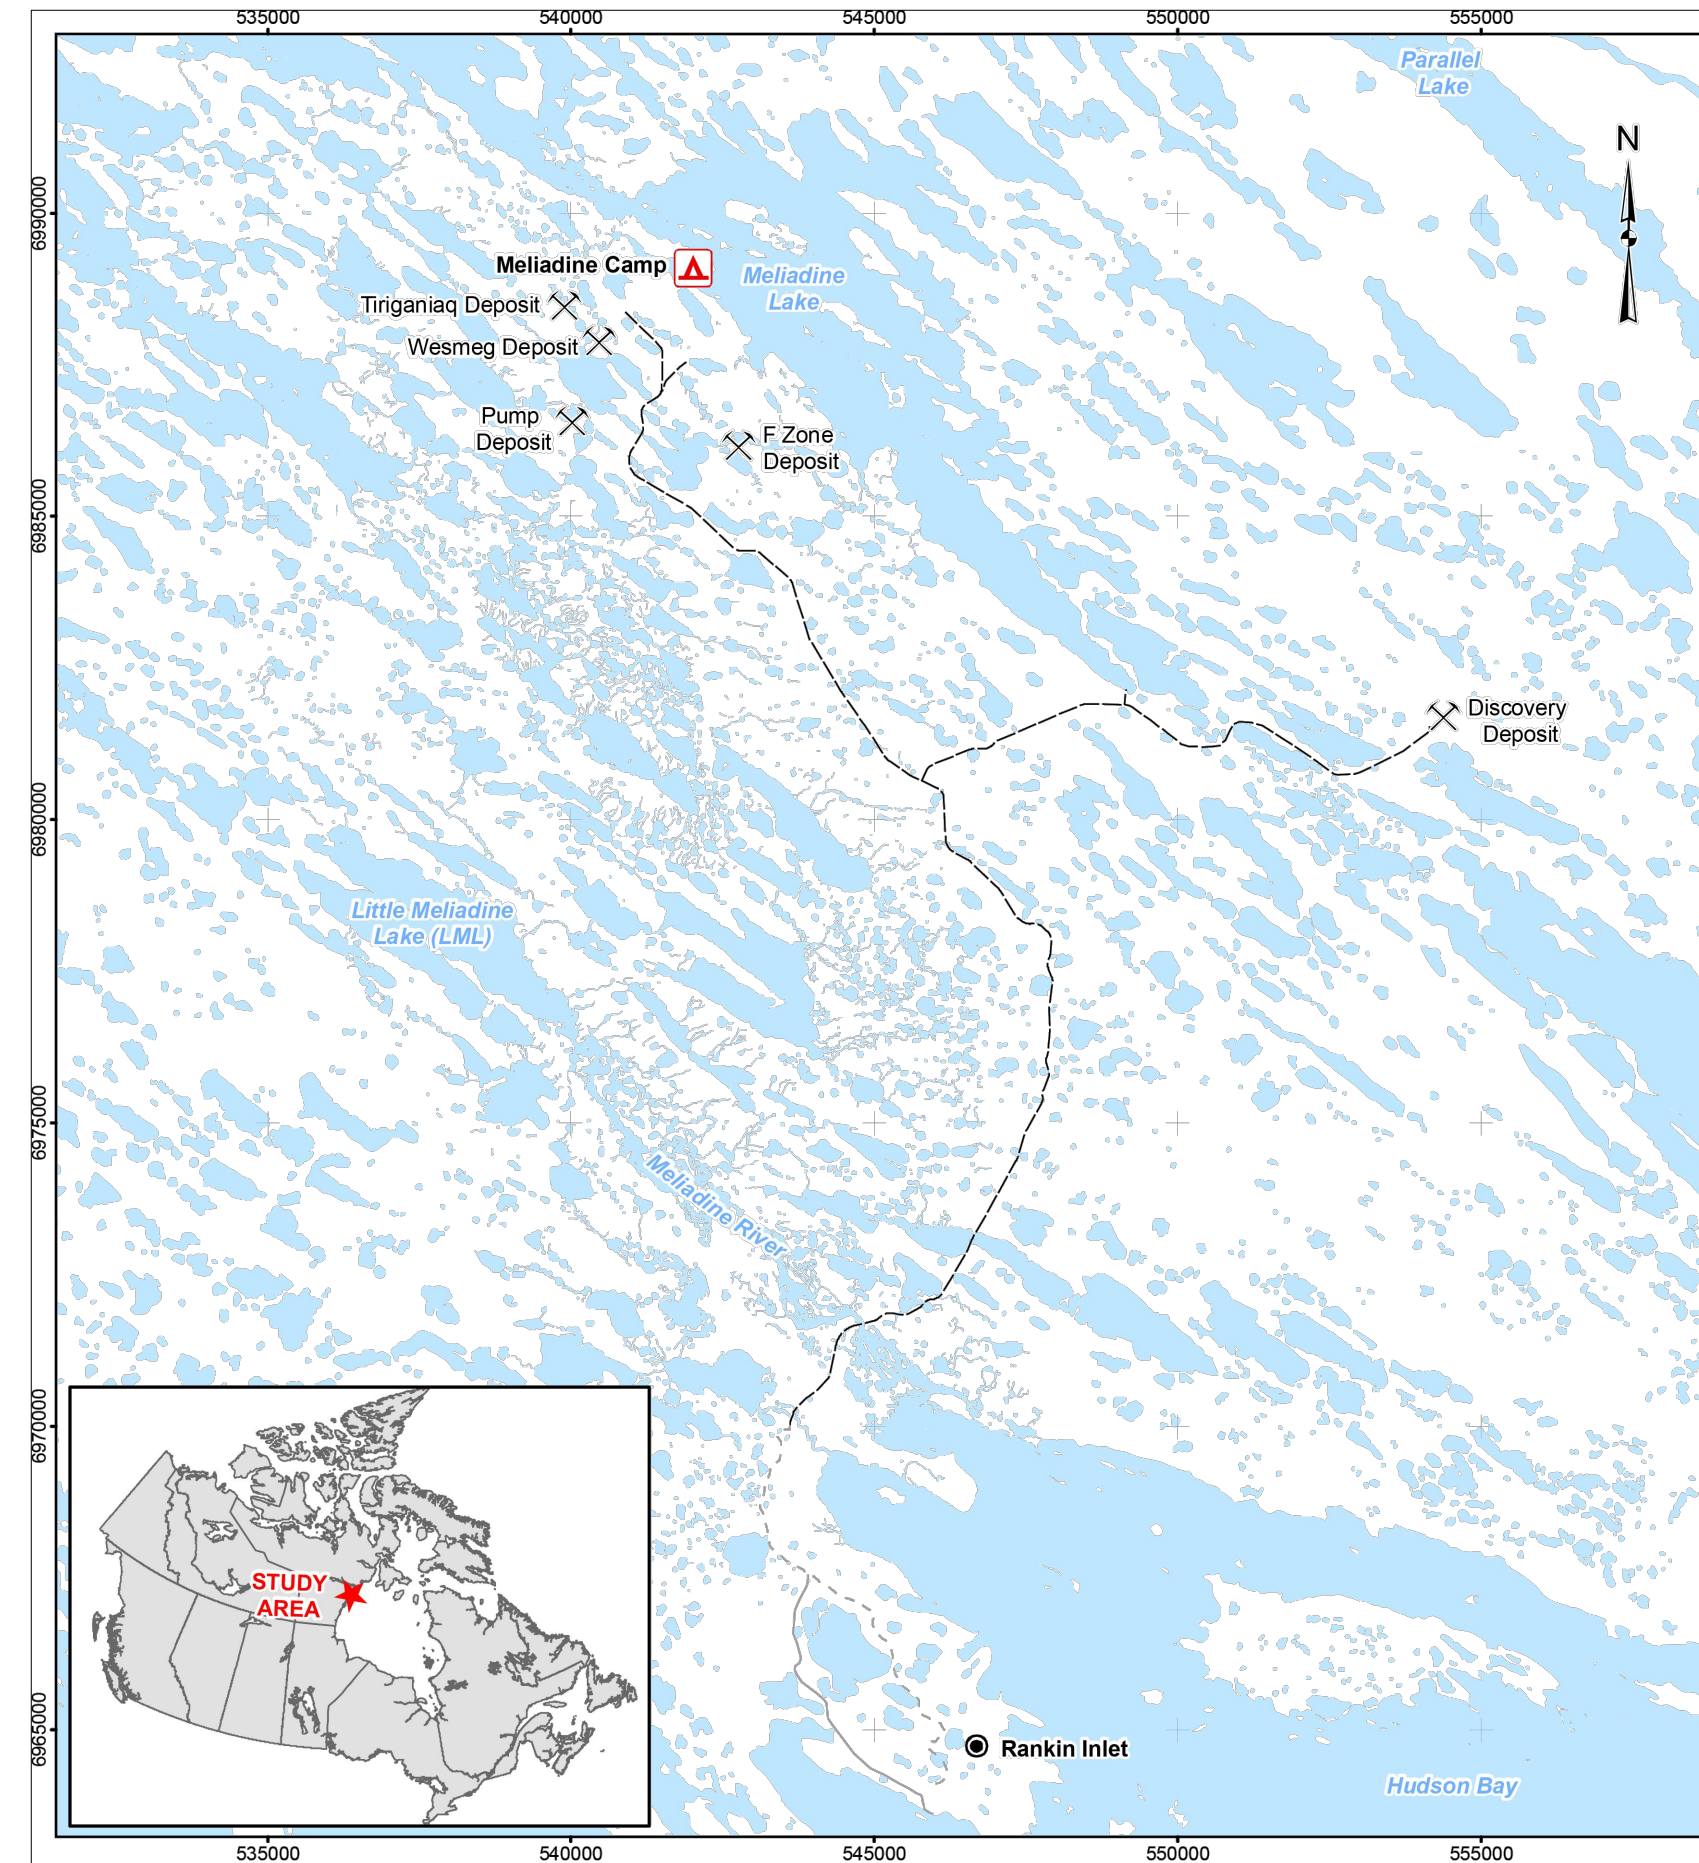 535000 540000 545000 550000 555000
Parallel
Lake
N
6990000
Meliadine Camp
Meliadine
Lake
Tiriganiaq Deposit
Wesmeg Deposit
Pump
Deposit
F Zone
Deposit
6985000
Discovery
Deposit
6980000
Little Meliadine
Lake (LML)
6975000
Meliadine River
6970000
STUDY
AREA
6965000
Rankin Inlet
Hudson Bay
535000 540000 545000 550000 555000